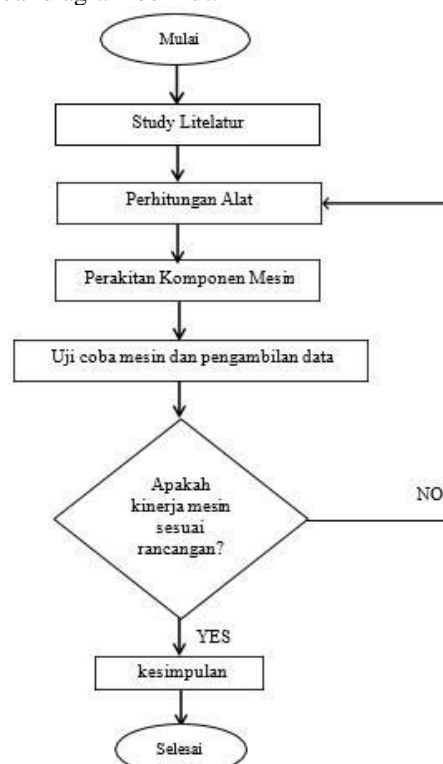 Mulai
Study Litelatur
Perhitungan Alat
Perakitan Komponen Mesin
Uji coba mesin dan pengambilan data
Apakah
kinerja mesin
sesuai
rancangan?
NO
YES
kesimpulan
Selesai